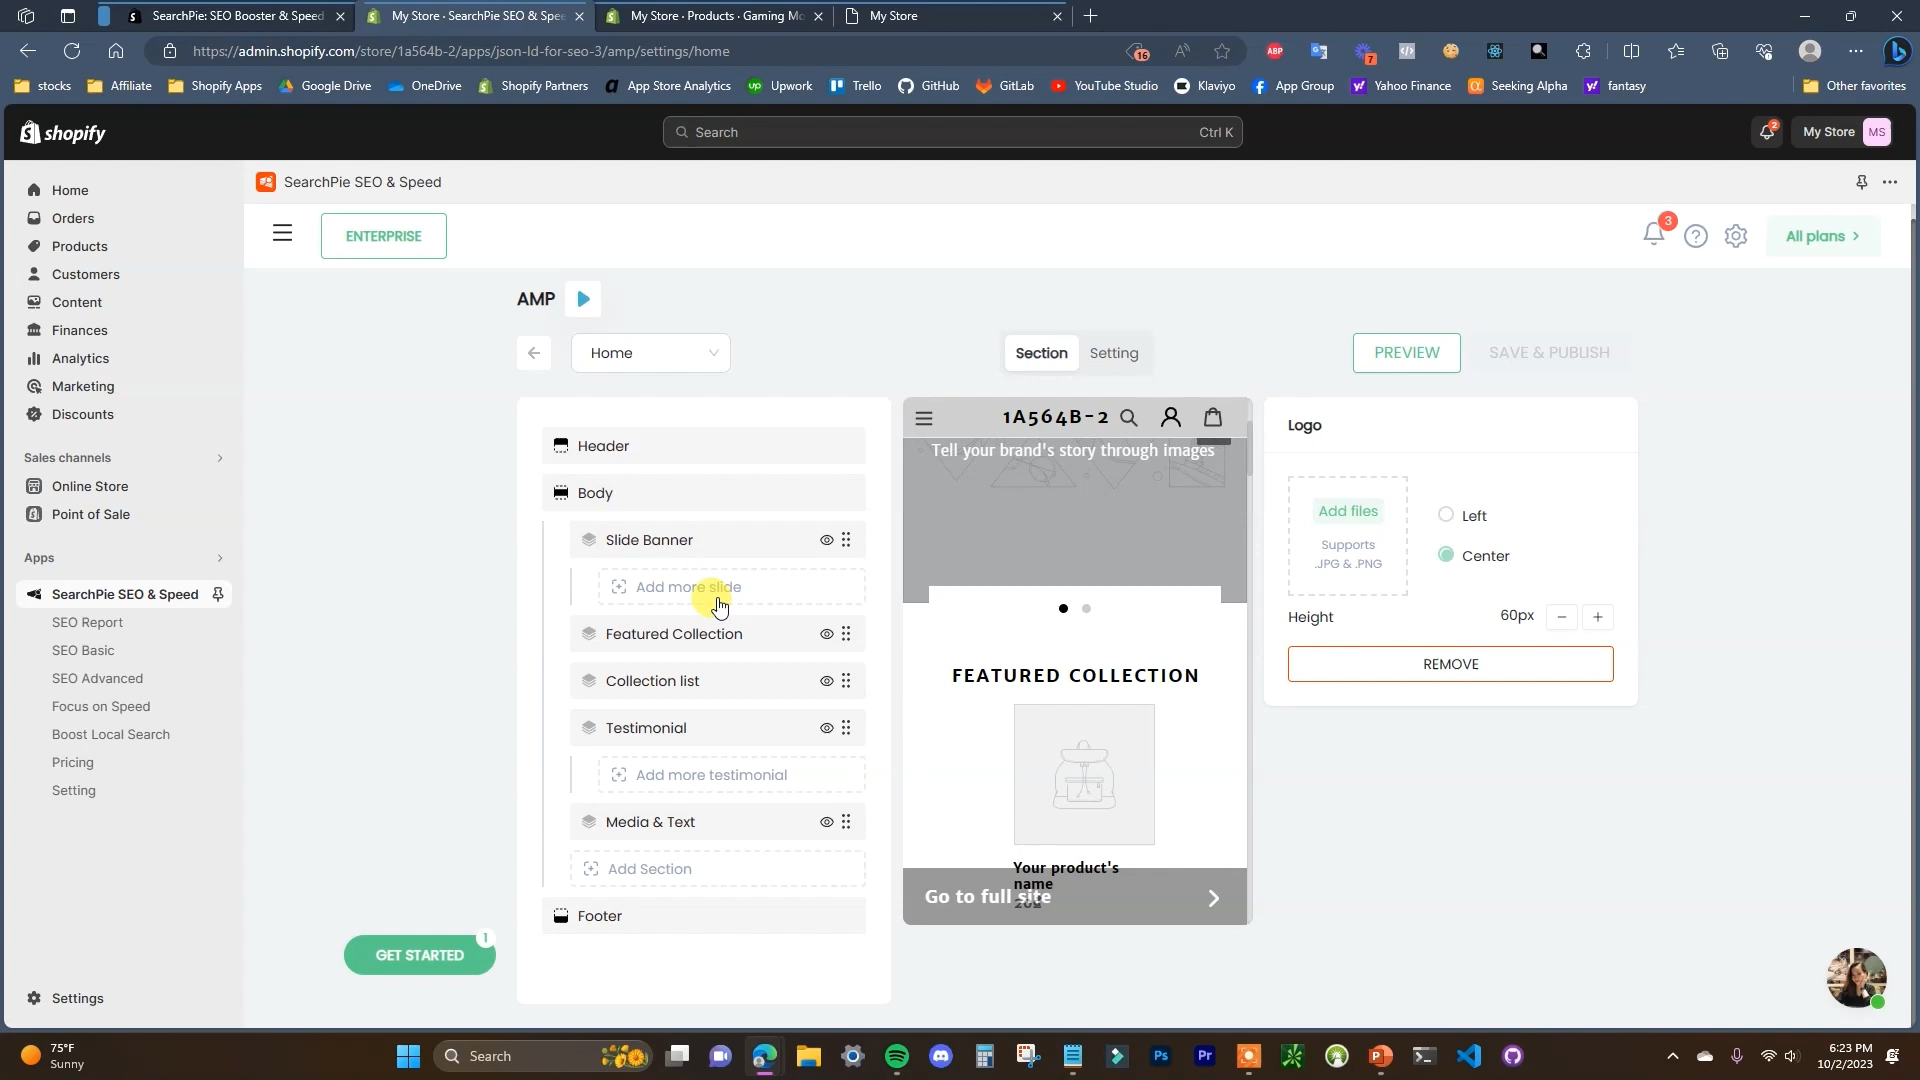 SearchPie: SEO Booster & Speed
My Store · SearchPie SEO & Spee
My Store · Products · Gaming Mo
My Store
https://admin.shopify.com/store/1a564b-2/apps/json-ld-for-seo-3/amp/settings/home
16
ABP
7
stocks
Affiliate
Shopify Apps
Google Drive
OneDrive
Shopify Partners
App Store Analytics
Upwork
Trello
GitHub
GitLab
YouTube Studio
Klaviyo
App Group
Yahoo Finance
Seeking Alpha
fantasy
Other favorites
shopify
Search
Ctrl K
2
My Store
MS
Home
Orders
Products
Customers
Content
Finances
Analytics
Marketing
Discounts
Sales channels
Online Store
Point of Sale
Apps
SearchPie SEO & Speed
SEO Report
SEO Basic
SEO Advanced
Focus on Speed
Boost Local Search
Pricing
Setting
Settings
SearchPie SEO & Speed
ENTERPRISE
3
All plans
AMP
Home
Section
Setting
PREVIEW
SAVE & PUBLISH
Header
Body
Slide Banner
Add more slide
Featured Collection
Collection list
Testimonial
Add more testimonial
Media & Text
Add Section
Footer
GET STARTED
1
1A564B-2
Tell your brand's story through images
FEATURED COLLECTION
Your product's
name
Go to full site
Logo
Add files
Supports
.JPG & .PNG
Left
Center
Height
60px
REMOVE
75°F
Sunny
Search
Ps
Pr
6:23 PM
10/2/2023